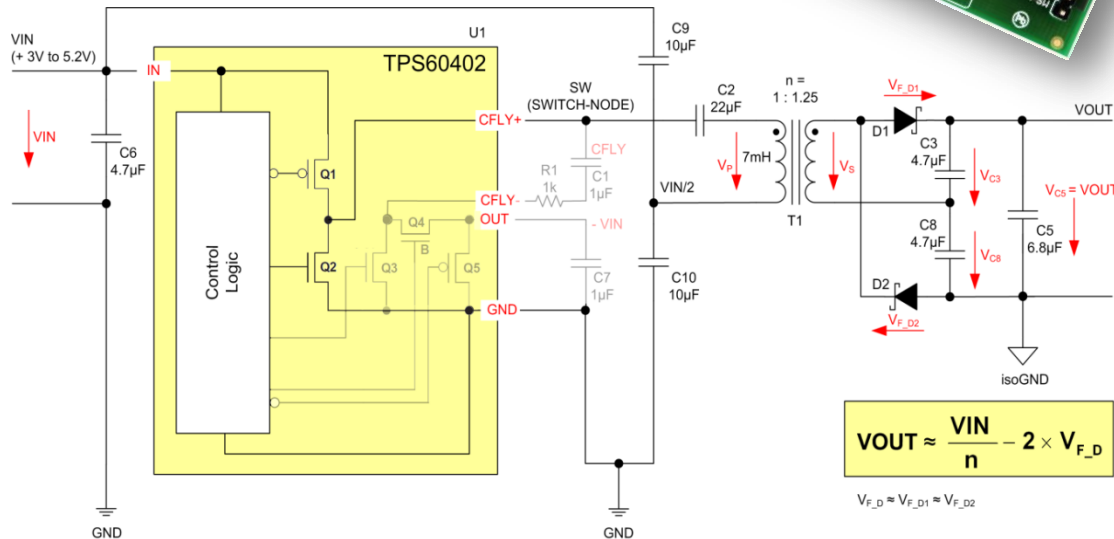 VIN
(+ 3V to 5.2V)
VIN
C6
4.7µF
GND
U1
TPS60402
IN
Control
Logic
Q1
Q2
Q3
Q4
B
Q5
CFLY+
CFLY-
OUT
GND
SW
(SWITCH-NODE)
CFLY
C1
1µF
R1
1k
- VIN
C7
1µF
C9
10µF
VIN/2
C10
10µF
GND
C2
22µF
n =
1 : 1.25
VP
7mH
VS
T1
VF_D1
D1
VOUT
C3
4.7µF
VC3
C8
4.7µF
VC8
VC5 = VOUT
C5
6.8µF
D2
VF_D2
isoGND
VOUT ≈ VIN/n − 2 × VF_D
VF_D ≈ VF_D1 ≈ VF_D2
Pb